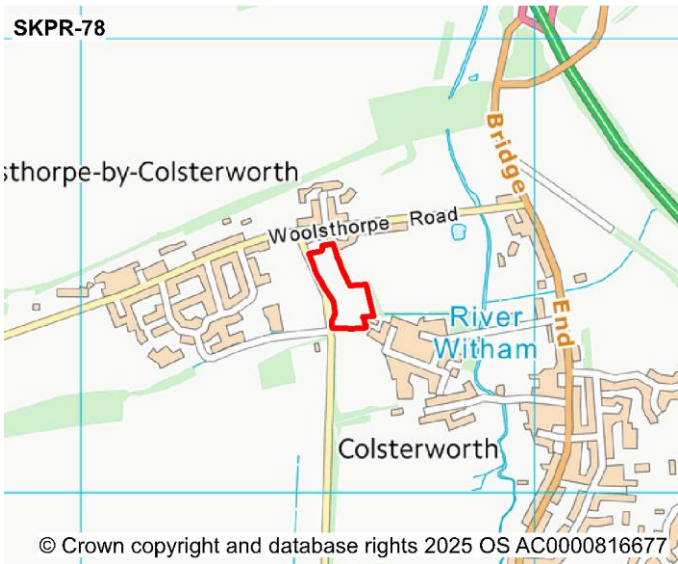 SKPR-78
sthorpe-by-Colsterworth
Bridge
Woolsthorpe Road
End
River
Witham
Colsterworth
© Crown copyright and database rights 2025 OS AC0000816677